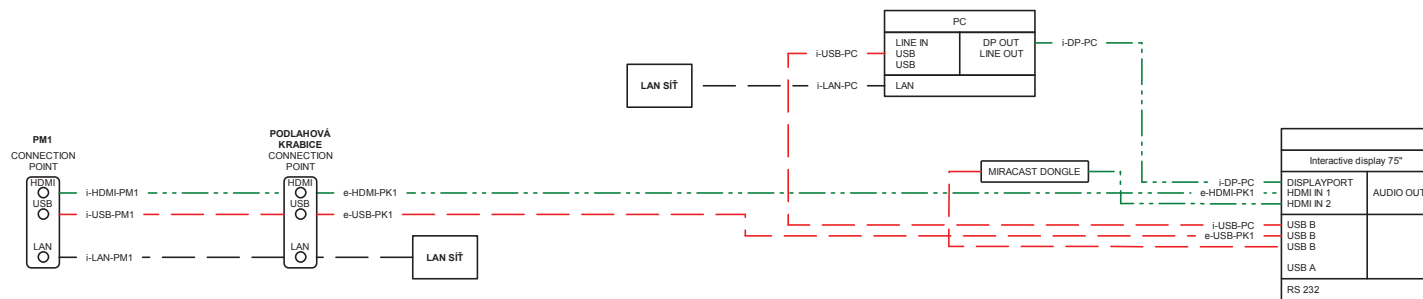 PC
LINE IN
USB
USB
DP OUT
LINE OUT
LAN
i-USB-PC
i-DP-PC
LAN SÍŤ
i-LAN-PC
PM1
CONNECTION
POINT
HDMI
USB
LAN
PODLAHOVÁ
KRABICE
CONNECTION
POINT
HDMI
USB
LAN
i-HDMI-PM1
i-USB-PM1
i-LAN-PM1
e-HDMI-PK1
e-USB-PK1
LAN SÍŤ
MIRACAST DONGLE
Interactive display 75"
i-DP-PC
e-HDMI-PK1
DISPLAYPORT
HDMI IN 1
HDMI IN 2
AUDIO OUT
i-USB-PC
e-USB-PK1
USB B
USB B
USB B
USB A
RS 232